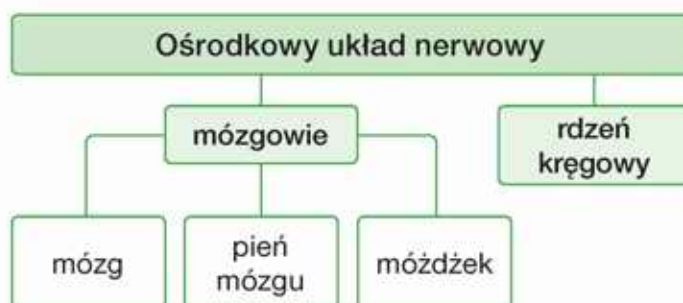 Ośrodkowy układ nerwowy
mózgowie
rdzeń
kręgowy
mózg
pień
mózgu
móżdżek